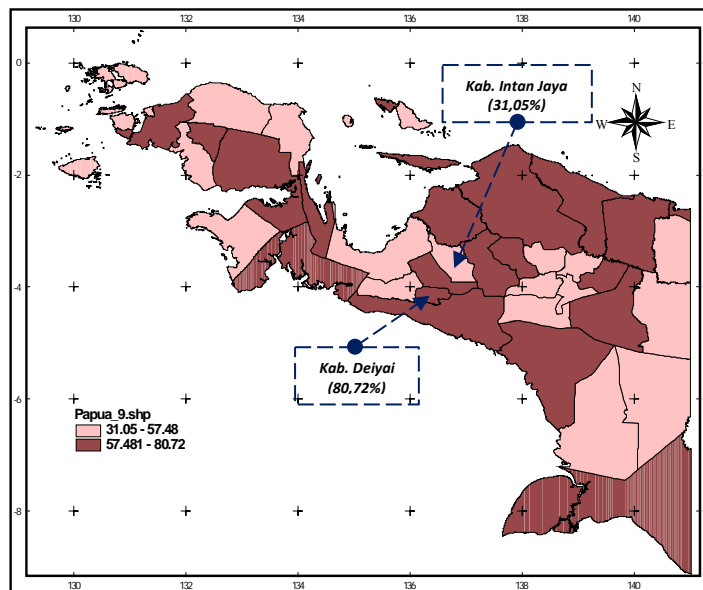 130 132 134 136 138 140
0
-2
-4
-6
-8
Kab. Intan Jaya
(31,05%)
N
W E
S
Kab. Deiyai
(80,72%)
Papua_9.shp
31.05 - 57.48
57.481 - 80.72
130 132 134 136 138 140